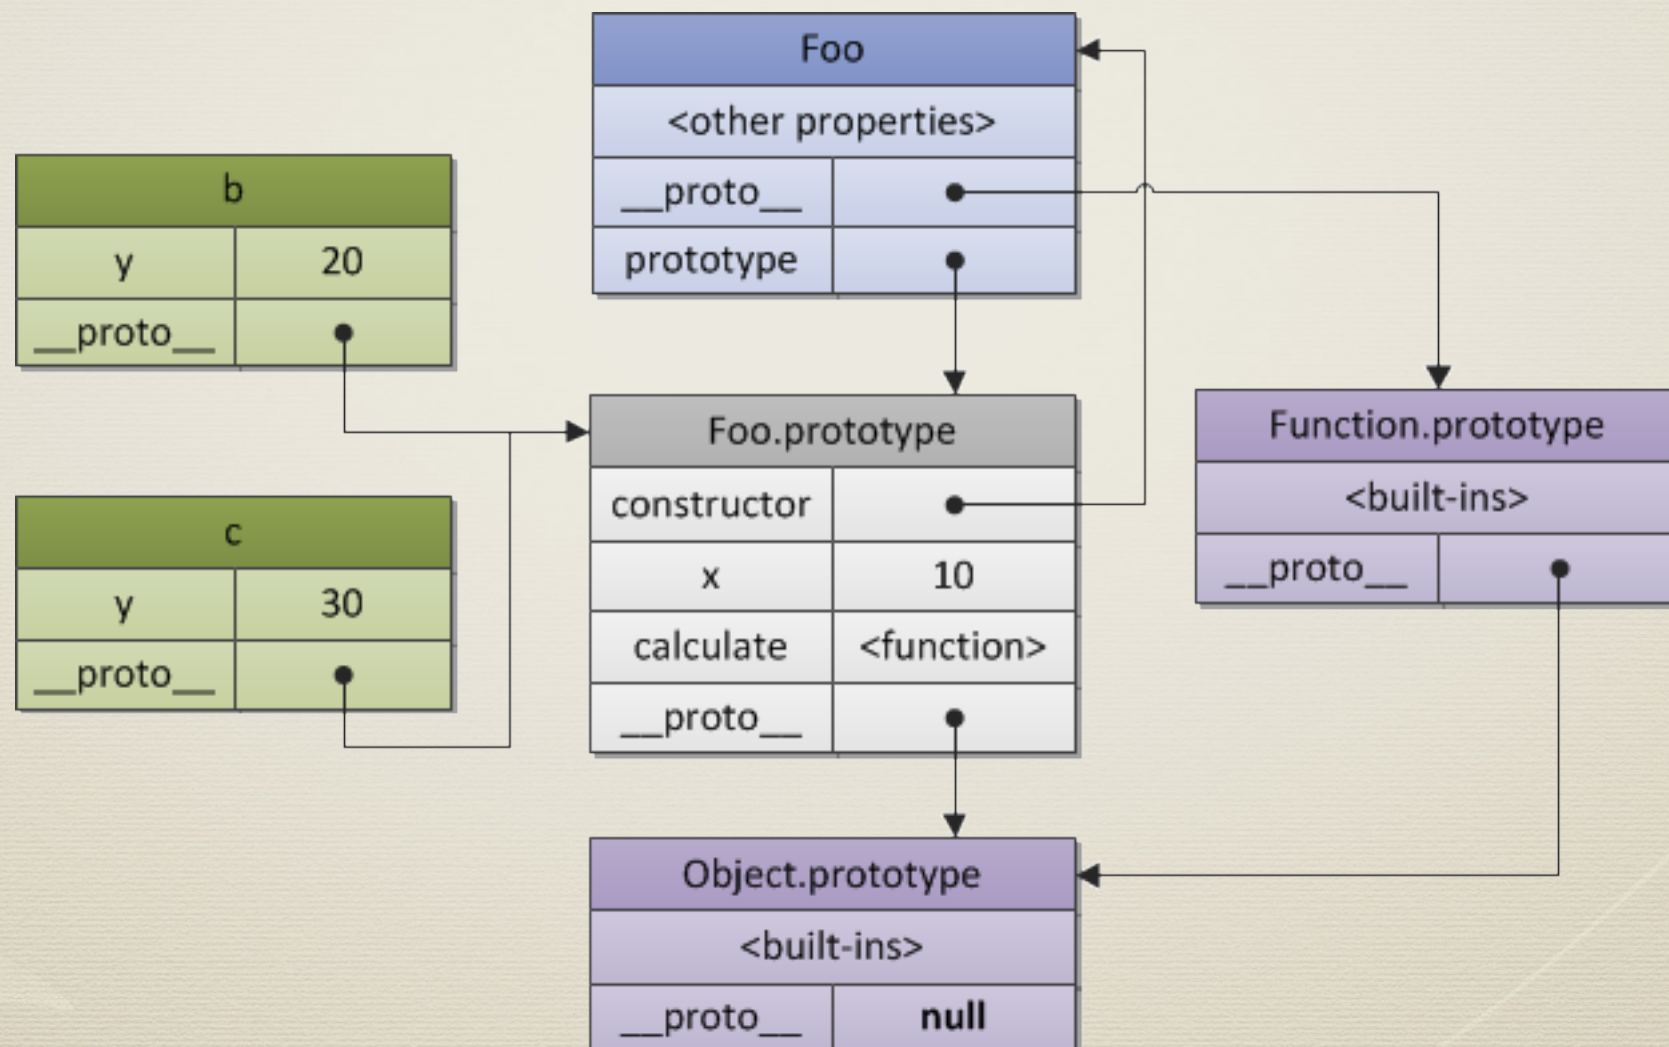 Foo
<other properties>
__proto__
prototype
b
y 20
__proto__
c
y 30
__proto__
Foo.prototype
constructor
x 10
calculate <function>
__proto__
Function.prototype
<built-ins>
__proto__
Object.prototype
<built-ins>
__proto__ null